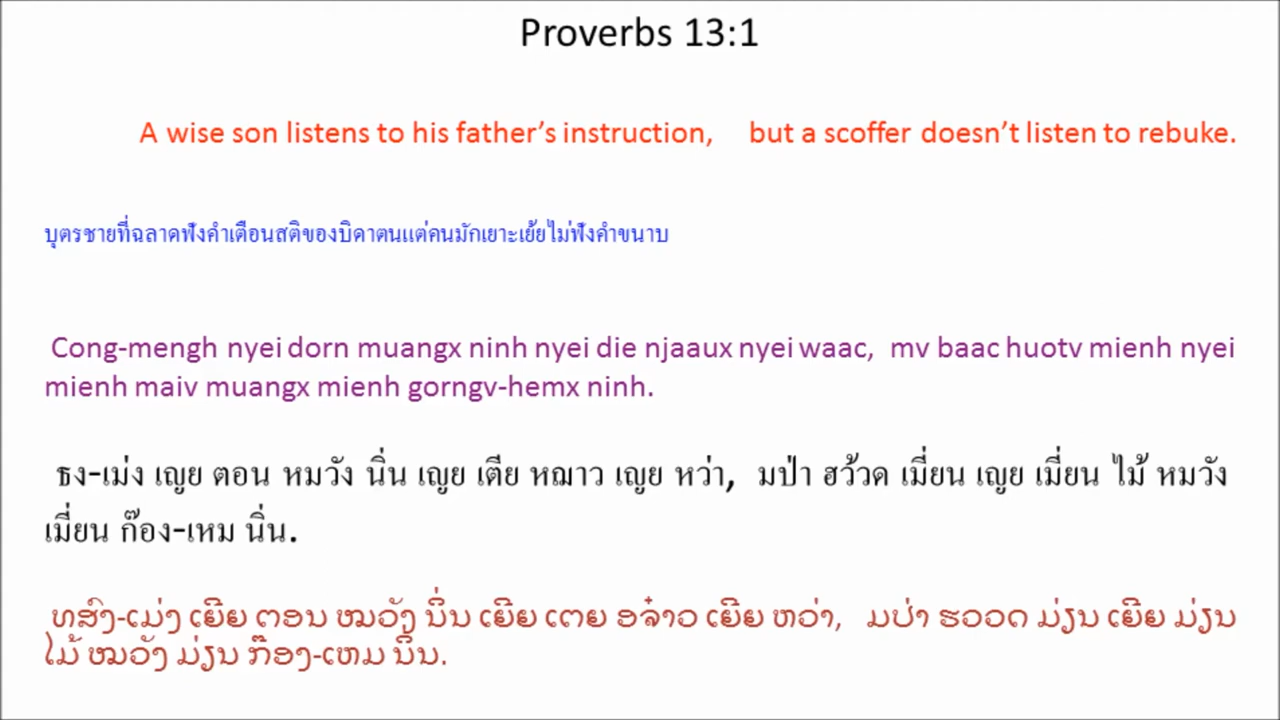 Proverbs 13:1
A wise son listens to his father’s instruction, but a scoffer doesn’t listen to rebuke.
บุตรชายที่ฉลาดฟังคำเตือนสติของบิดาตนแต่คนมักเยาะเย้ยไม่ฟังคำขนาบ
Cong-mengh nyei dorn muangx ninh nyei die njaaux nyei waac, mv baac huotv mienh nyei
mienh maiv muangx mienh gorngv-hemx ninh.
ธง-เม่ง เญย ตอน หมวัง นิ่น เญย เตีย หฌาว เญย หว่า, มป่า ฮว้วด เมี่ยน เญย เมี่ยน ไม้ หมวัง
เมี่ยน ก๊อง-เหม นิ่น.
ທສົງ-ເມ່ງ ເຍີຍ ຕອນ ໝວັງ ນິ່ນ ເຍີຍ ເຕຍ ອລ໋າວ ເຍີຍ ຫວ່າ, ມປ່າ ຮວວດ ມ່ຽນ ເຍີຍ ມ່ຽນ
ໄມ້ ໝວັງ ມ່ຽນ ກ໊ອງ-ເຫມ ນິ່ນ.